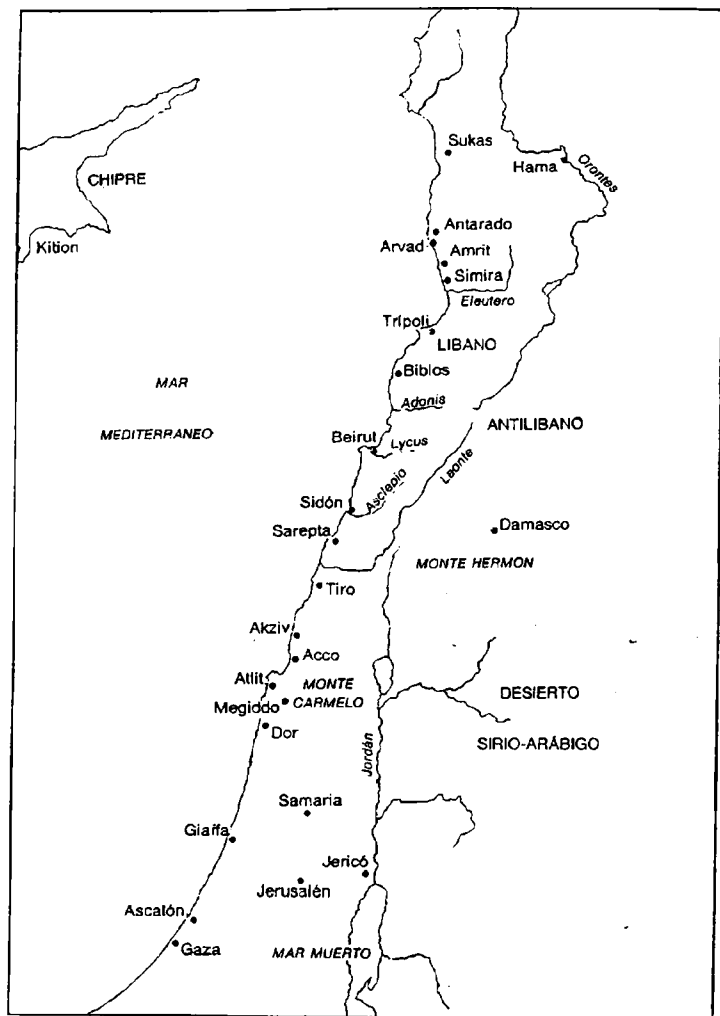 Sukas
Hama
Orontes
CHIPRE
Kition
Antarado
Arvad
Amrit
Simira
Eleutero
Trípoli
LIBANO
Biblos
MAR
MEDITERRANEO
Adonis
ANTILIBANO
Beirut
Lycus
Leonte
Asclepio
Sidón
Damasco
Sarepta
MONTE HERMON
Tiro
Akziv
Acco
Atlit
MONTE
CARMELO
Megiddo
Dor
DESIERTO
SIRIO-ARÁBIGO
Jordán
Samaria
Giaffa
Jericó
Jerusalén
Ascalón
Gaza
MAR MUERTO